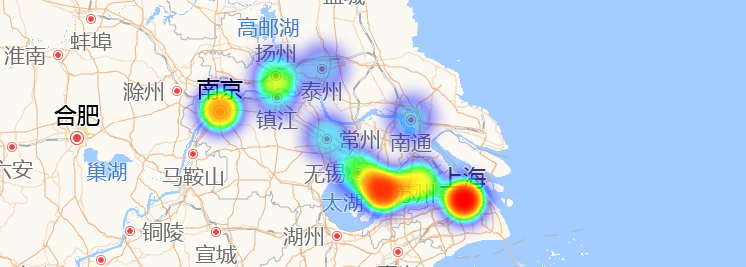 高邮湖
蚌埠
扬州
淮南
南京
滁州
泰州
合肥
镇江
常州
南通
六安
巢湖
马鞍山
无锡
上海
苏州
太湖
铜陵
湖州
宣城